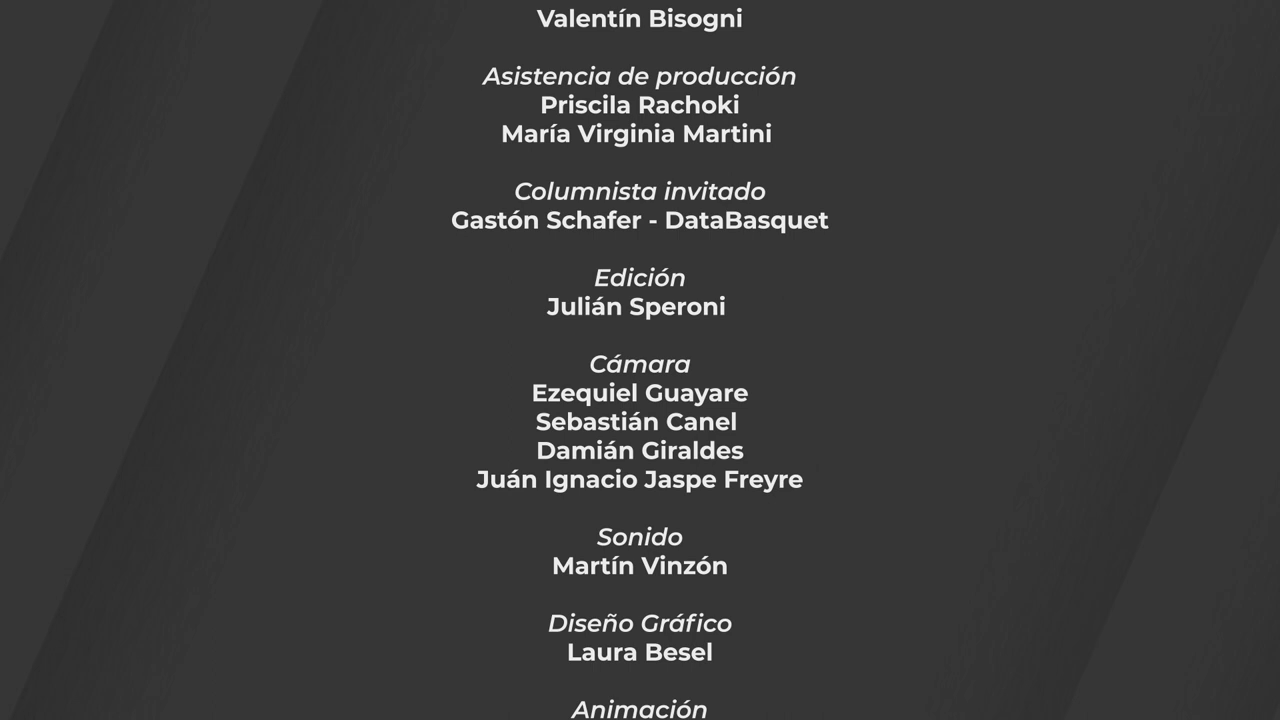 Valentín Bisogni
Asistencia de producción
Priscila Rachoki
María Virginia Martini
Columnista invitado
Gastón Schafer - DataBasquet
Edición
Julián Speroni
Cámara
Ezequiel Guayare
Sebastián Canel
Damián Giraldes
Juán Ignacio Jaspe Freyre
Sonido
Martín Vinzón
Diseño Gráfico
Laura Besel
Animación